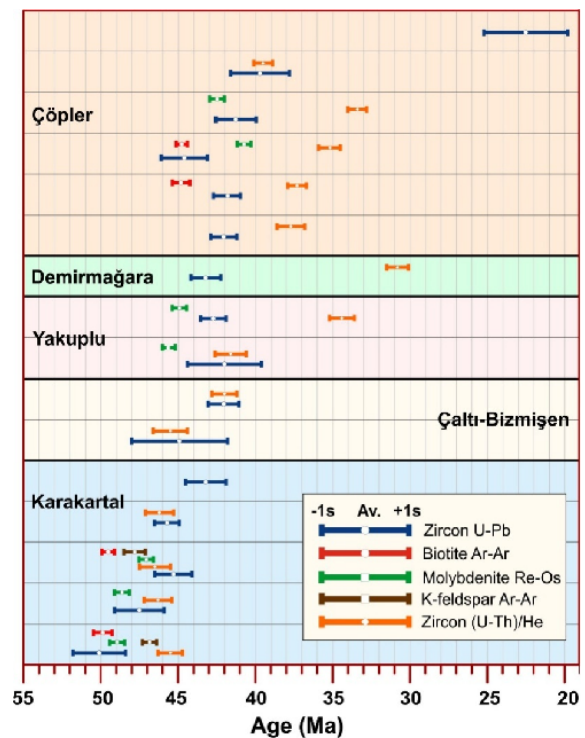 Çöpler
Demirmağara
Yakuplu
Çaltı-Bizmişen
Karakartal
-1s Av. +1s
Zircon U-Pb
Biotite Ar-Ar
Molybdenite Re-Os
K-feldspar Ar-Ar
Zircon (U-Th)/He
55 50 45 40 35 30 25 20
Age (Ma)